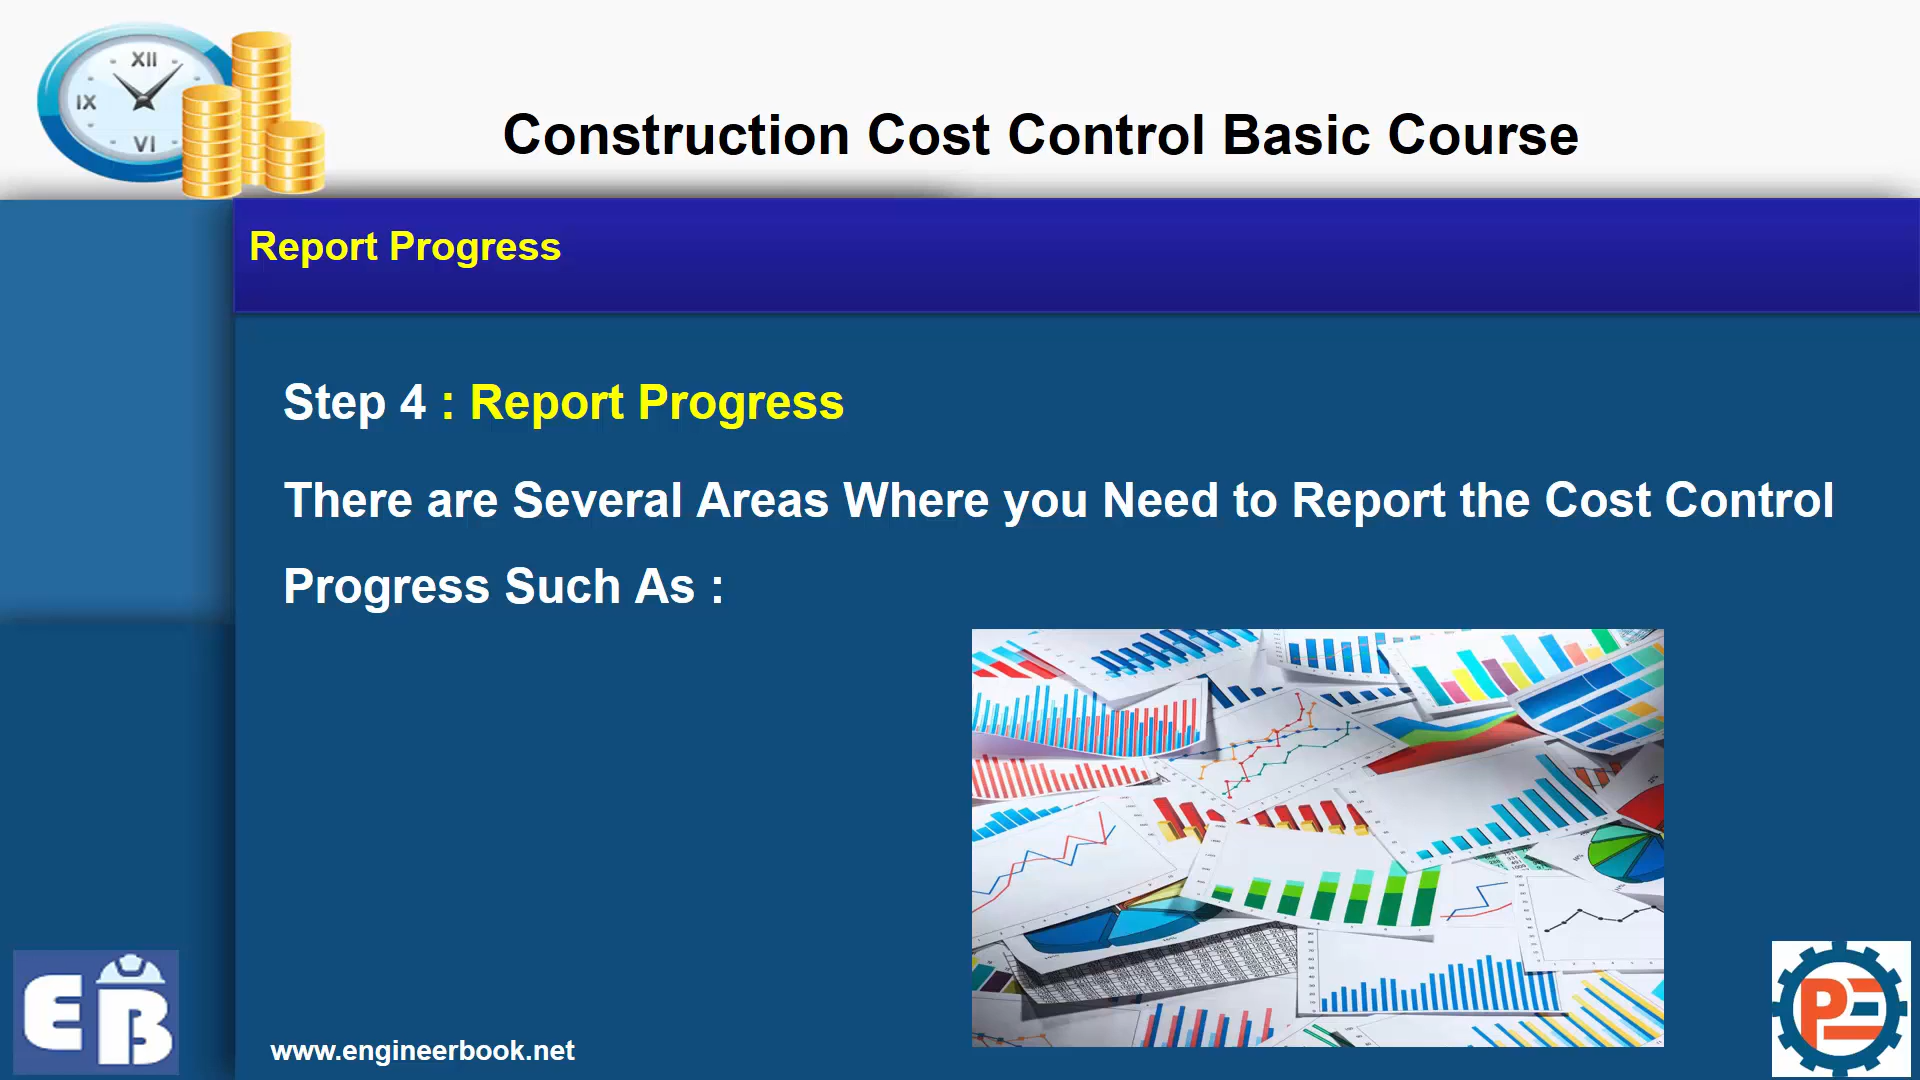 XII
IX
VI
Construction Cost Control Basic Course
Report Progress
Step 4 : Report Progress
There are Several Areas Where you Need to Report the Cost Control
Progress Such As :
EB
www.engineerbook.net
PE